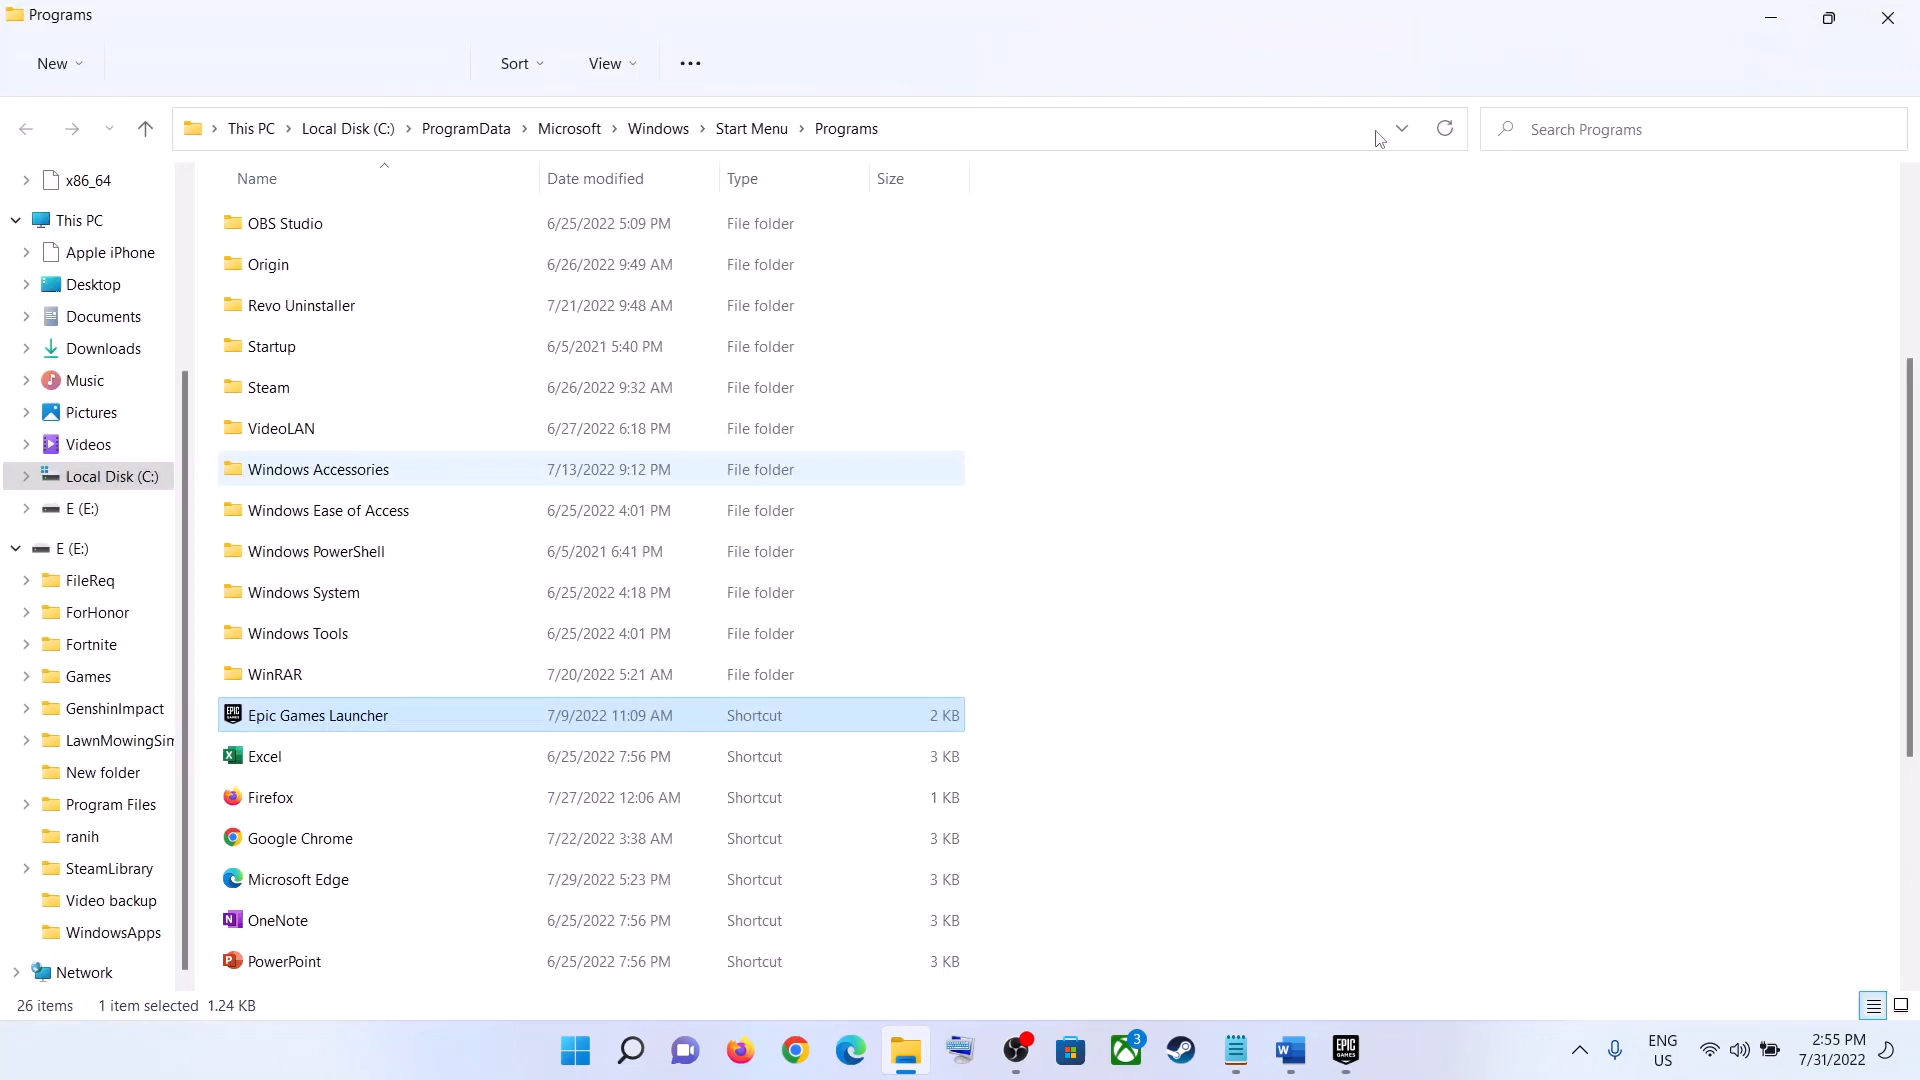 Programs
New
Sort
View
This PC
Local Disk (C:)
ProgramData
Microsoft
Windows
Start Menu
Programs
Search Programs
x86_64
This PC
Apple iPhone
Desktop
Documents
Downloads
Music
Pictures
Videos
Local Disk (C:)
E (E:)
E (E:)
FileReq
ForHonor
Fortnite
Games
GenshinImpact
LawnMowingSim
New folder
Program Files
ranih
SteamLibrary
Video backup
WindowsApps
Network
Name Date modified Type Size
OBS Studio 6/25/2022 5:09 PM File folder
Origin 6/26/2022 9:49 AM File folder
Revo Uninstaller 7/21/2022 9:48 AM File folder
Startup 6/5/2021 5:40 PM File folder
Steam 6/26/2022 9:32 AM File folder
VideoLAN 6/27/2022 6:18 PM File folder
Windows Accessories 7/13/2022 9:12 PM File folder
Windows Ease of Access 6/25/2022 4:01 PM File folder
Windows PowerShell 6/5/2021 6:41 PM File folder
Windows System 6/25/2022 4:18 PM File folder
Windows Tools 6/25/2022 4:01 PM File folder
WinRAR 7/20/2022 5:21 AM File folder
Epic Games Launcher 7/9/2022 11:09 AM Shortcut 2 KB
Excel 6/25/2022 7:56 PM Shortcut 3 KB
Firefox 7/27/2022 12:06 AM Shortcut 1 KB
Google Chrome 7/22/2022 3:38 AM Shortcut 3 KB
Microsoft Edge 7/29/2022 5:23 PM Shortcut 3 KB
OneNote 6/25/2022 7:56 PM Shortcut 3 KB
PowerPoint 6/25/2022 7:56 PM Shortcut 3 KB
26 items 1 item selected 1.24 KB
3
EPIC
GAMES
ENG
US
2:55 PM
7/31/2022